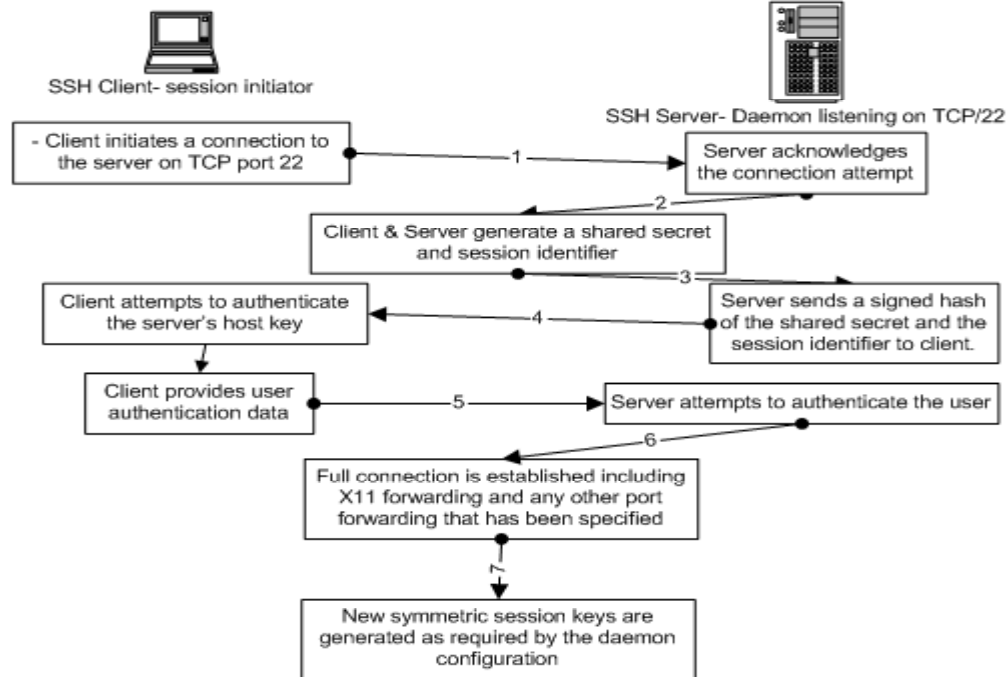 SSH Client- session initiator
SSH Server- Daemon listening on TCP/22
- Client initiates a connection to
the server on TCP port 22
1
Server acknowledges
the connection attempt
2
Client & Server generate a shared secret
and session identifier
3
Server sends a signed hash
of the shared secret and the
session identifier to client.
4
Client attempts to authenticate
the server's host key
Client provides user
authentication data
5
Server attempts to authenticate the user
6
Full connection is established including
X11 forwarding and any other port
forwarding that has been specified
7
New symmetric session keys are
generated as required by the daemon
configuration